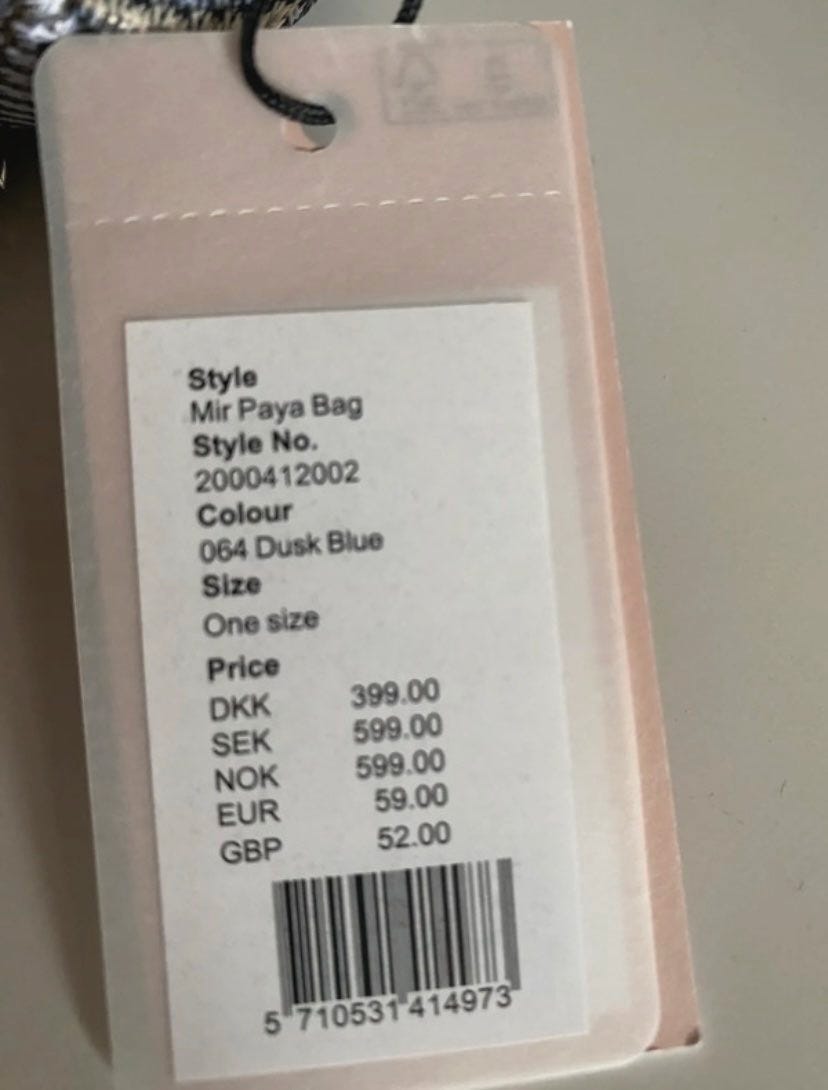 Style
Mir Paya Bag
Style No.
2000412002
Colour
064 Dusk Blue
Size
One size
Price
DKK 399.00
SEK 599.00
NOK 599.00
EUR 59.00
GBP 52.00
5 710531 414973